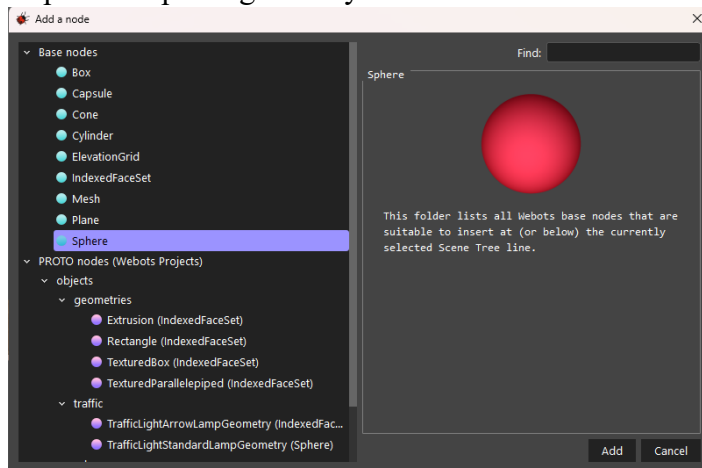 Add a node
Base nodes
Box
Capsule
Cone
Cylinder
ElevationGrid
IndexedFaceSet
Mesh
Plane
Sphere
PROTO nodes (Webots Projects)
objects
geometries
Extrusion (IndexedFaceSet)
Rectangle (IndexedFaceSet)
TexturedBox (IndexedFaceSet)
TexturedParallelepiped (IndexedFaceSet)
traffic
TrafficLightArrowLampGeometry (IndexedFac...
TrafficLightStandardLampGeometry (Sphere)
Find:
Sphere
This folder lists all Webots base nodes that are
suitable to insert at (or below) the currently
selected Scene Tree line.
Add Cancel